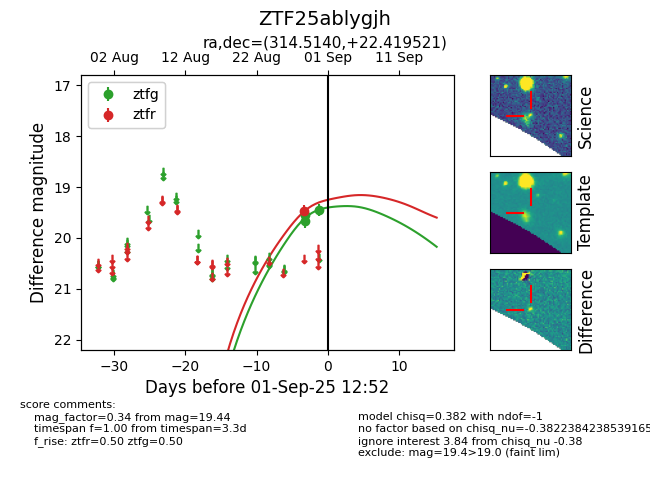 ZTF25ablygjh
ra,dec=(314.5140,+22.419521)
02 Aug 12 Aug 22 Aug 01 Sep 11 Sep
ztfg
ztfr
17
18
19
20
21
22
Difference magnitude
−30 −20 −10 0 10
Days before 01-Sep-25 12:52
Science
Template
Difference
score comments:
mag_factor=0.34 from mag=19.44
timespan f=1.00 from timespan=3.3d
f_rise: ztfr=0.50 ztfg=0.50
model chisq=0.382 with ndof=-1
no factor based on chisq_nu=-0.3822384238539165
ignore interest 3.84 from chisq_nu -0.38
exclude: mag=19.4>19.0 (faint lim)